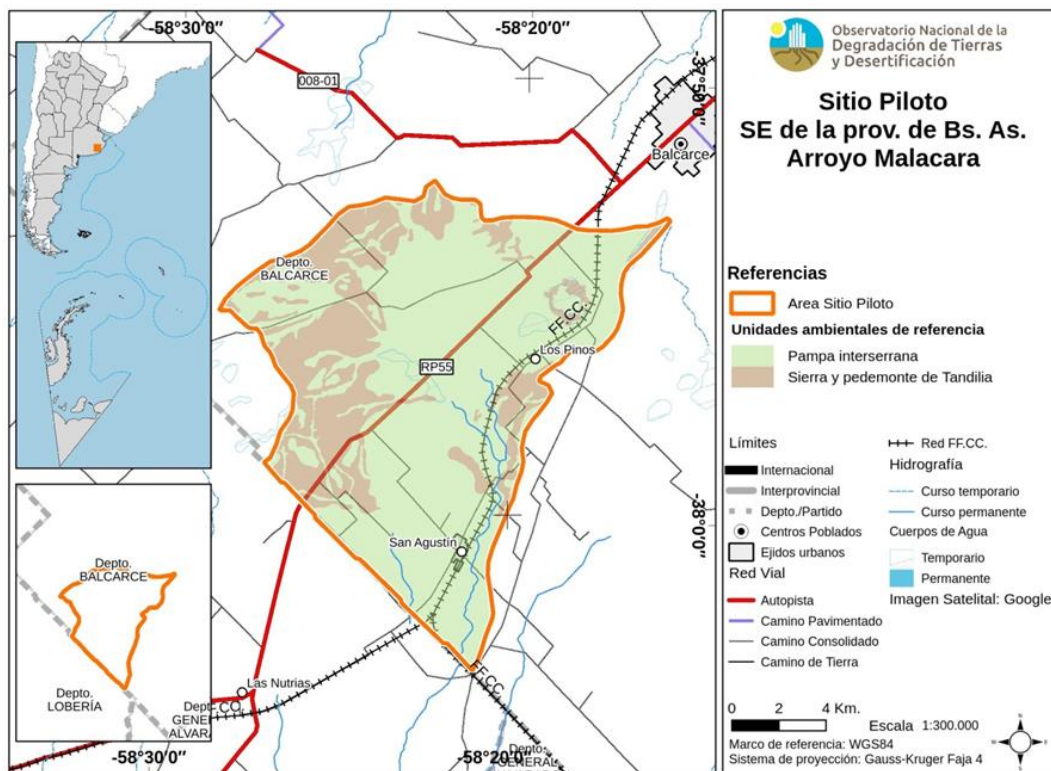 -58°30'0"
-58°20'0"
-37°50'0"
008-01
Balcarce
Depto.
BALCARCE
FF.CC.
Los Pinos
RP55
-38°0'0"
San Agustín
Depto.
BALCARCE
Depto.
LOBERÍA
Las Nutrias
FF.CC.
-58°30'0"
-58°20'0"
Observatorio Nacional de la
Degradación de Tierras
y Desertificación
Sitio Piloto
SE de la prov. de Bs. As.
Arroyo Malacara
Referencias
Area Sitio Piloto
Unidades ambientales de referencia
Pampa interserrana
Sierra y pedemonte de Tandilia
Límites
Internacional
Interprovincial
Depto./Partido
Centros Poblados
Ejidos urbanos
Red Vial
Autopista
Camino Pavimentado
Camino Consolidado
Camino de Tierra
Red FF.CC.
Hidrografía
Curso temporario
Curso permanente
Cuerpos de Agua
Temporario
Permanente
Imagen Satelital: Google
0 2 4 Km.
Escala 1:300.000
Marco de referencia: WGS84
Sistema de proyección: Gauss-Kruger Faja 4